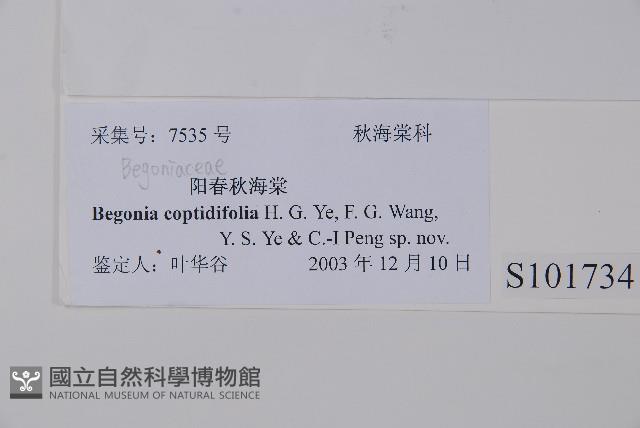 采集号：7535 号 秋海棠科
Begoniaceae
阳春秋海棠
Begonia coptidifolia H. G. Ye, F. G. Wang,
Y. S. Ye & C.-I Peng sp. nov.
鉴定人：叶华谷 2003 年 12 月 10 日
S101734
國立自然科學博物館
NATIONAL MUSEUM OF NATURAL SCIENCE